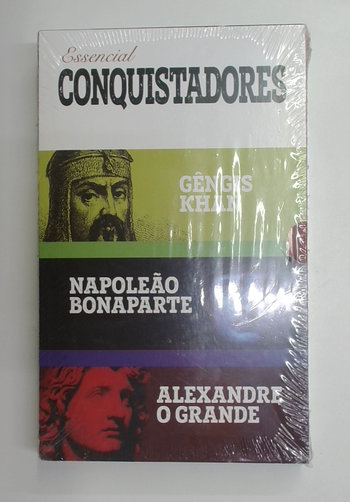 Essencial
CONQUISTADORES
GÊNGIS
KHAN
NAPOLEÃO
BONAPARTE
ALEXANDRE
O GRANDE